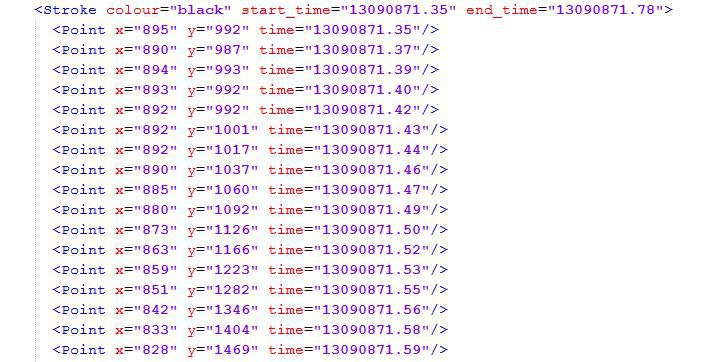 <Stroke colour="black" start_time="13090871.35" end_time="13090871.78">
<Point x="895" y="992" time="13090871.35"/>
<Point x="890" y="987" time="13090871.37"/>
<Point x="894" y="993" time="13090871.39"/>
<Point x="893" y="992" time="13090871.40"/>
<Point x="892" y="992" time="13090871.42"/>
<Point x="892" y="1001" time="13090871.43"/>
<Point x="892" y="1017" time="13090871.44"/>
<Point x="890" y="1037" time="13090871.46"/>
<Point x="885" y="1060" time="13090871.47"/>
<Point x="880" y="1092" time="13090871.49"/>
<Point x="873" y="1126" time="13090871.50"/>
<Point x="863" y="1166" time="13090871.52"/>
<Point x="859" y="1223" time="13090871.53"/>
<Point x="851" y="1282" time="13090871.55"/>
<Point x="842" y="1346" time="13090871.56"/>
<Point x="833" y="1404" time="13090871.58"/>
<Point x="828" y="1469" time="13090871.59"/>